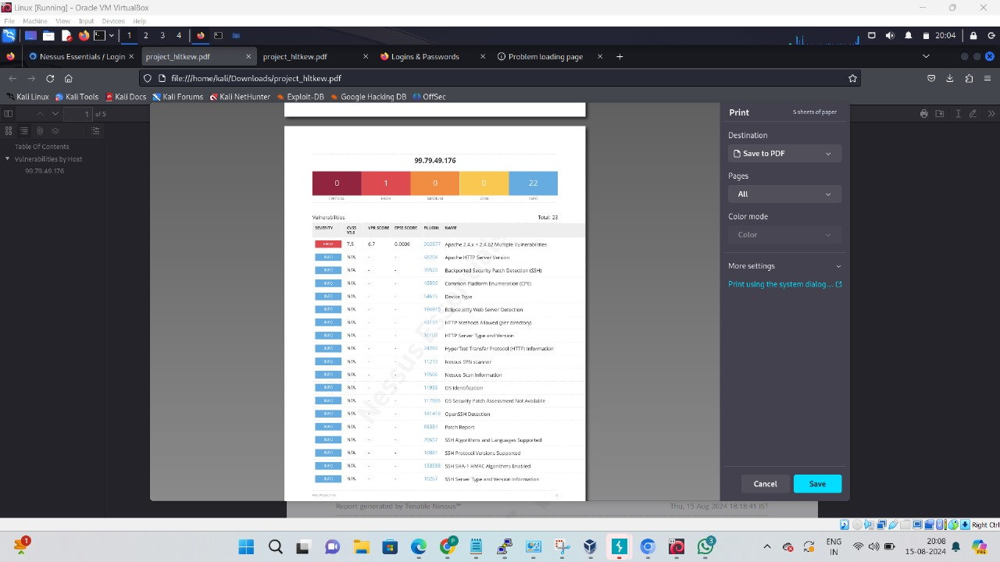 Linux [Running] - Oracle VM VirtualBox
File Machine View Input Devices Help
1 2 3 4 20:04
Nessus Essentials / Login project_hltkew.pdf project_hltkew.pdf Logins & Passwords Problem loading page
file:///home/kali/Downloads/project_hltkew.pdf
Kali Linux Kali Tools Kali Docs Kali Forums Kali NetHunter Exploit-DB Google Hacking DB OffSec
1 of 5
Table Of Contents
Vulnerabilities by Host
99.79.49.176
99.79.49.176
0 1 0 0 22
CRITICAL HIGH MEDIUM LOW INFO
Vulnerabilities Total: 23
SEVERITY CVSS V3.0 VPR SCORE EPSS SCORE PLUGIN NAME
HIGH 7.5 6.7 0.0006 202577 Apache 2.4.x < 2.4.62 Multiple Vulnerabilities
INFO N/A - - 48204 Apache HTTP Server Version
INFO N/A - - 39520 Backported Security Patch Detection (SSH)
INFO N/A - - 45590 Common Platform Enumeration (CPE)
INFO N/A - - 54615 Device Type
INFO N/A - - 194915 Eclipse Jetty Web Server Detection
INFO N/A - - 43111 HTTP Methods Allowed (per directory)
INFO N/A - - 10107 HTTP Server Type and Version
INFO N/A - - 24260 HyperText Transfer Protocol (HTTP) Information
INFO N/A - - 11219 Nessus SYN scanner
INFO N/A - - 19506 Nessus Scan Information
INFO N/A - - 11936 OS Identification
INFO N/A - - 117886 OS Security Patch Assessment Not Available
INFO N/A - - 181418 OpenSSH Detection
INFO N/A - - 66334 Patch Report
INFO N/A - - 70657 SSH Algorithms and Languages Supported
INFO N/A - - 10881 SSH Protocol Versions Supported
INFO N/A - - 153588 SSH SHA-1 HMAC Algorithms Enabled
INFO N/A - - 10267 SSH Server Type and Version Information
99.79.49.176 4
Nessus Essentials
Report generated by Tenable Nessus™ Thu, 15 Aug 2024 18:18:41 IST
Print 5 sheets of paper
Destination
Save to PDF
Pages
All
Color mode
Color
More settings
Print using the system dialog...
Cancel Save
Right Ctrl
1
3
ENG
IN
20:08
15-08-2024